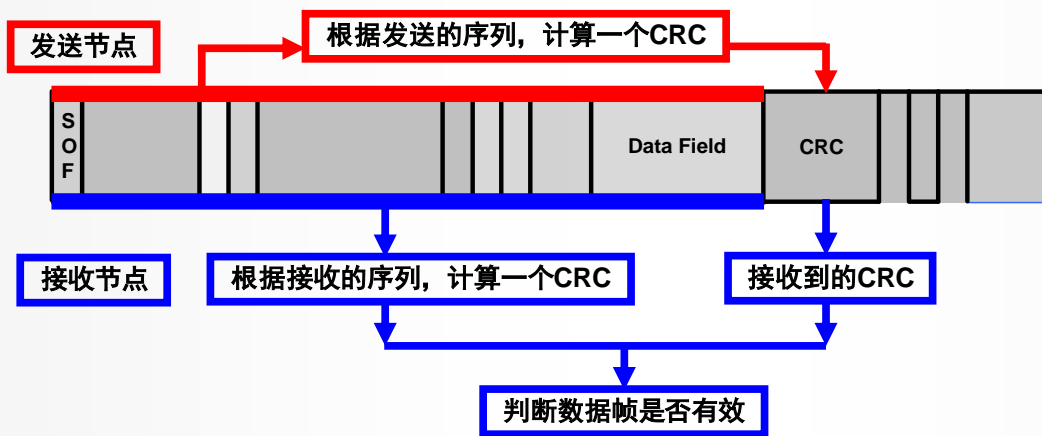 发送节点
根据发送的序列，计算一个CRC
SOF
Data Field
CRC
接收节点
根据接收的序列，计算一个CRC
接收到的CRC
判断数据帧是否有效